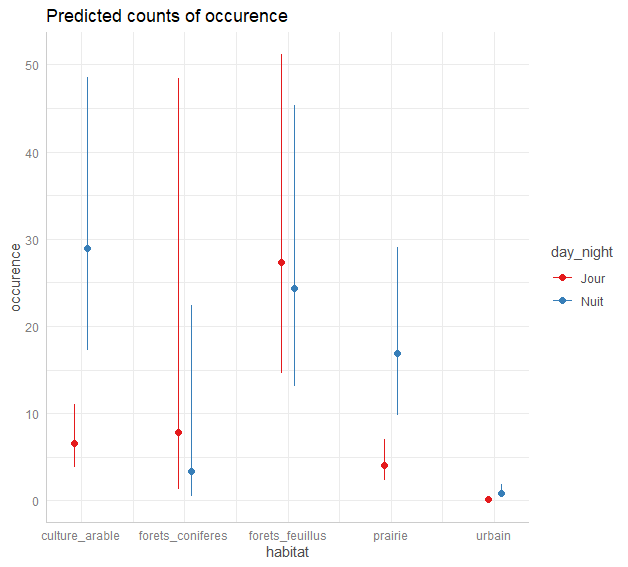 Predicted counts of occurence
50
40
30
20
10
0
occurence
culture_arable
forets_coniferes
forets_feuillus
prairie
urbain
habitat
day_night
Jour
Nuit